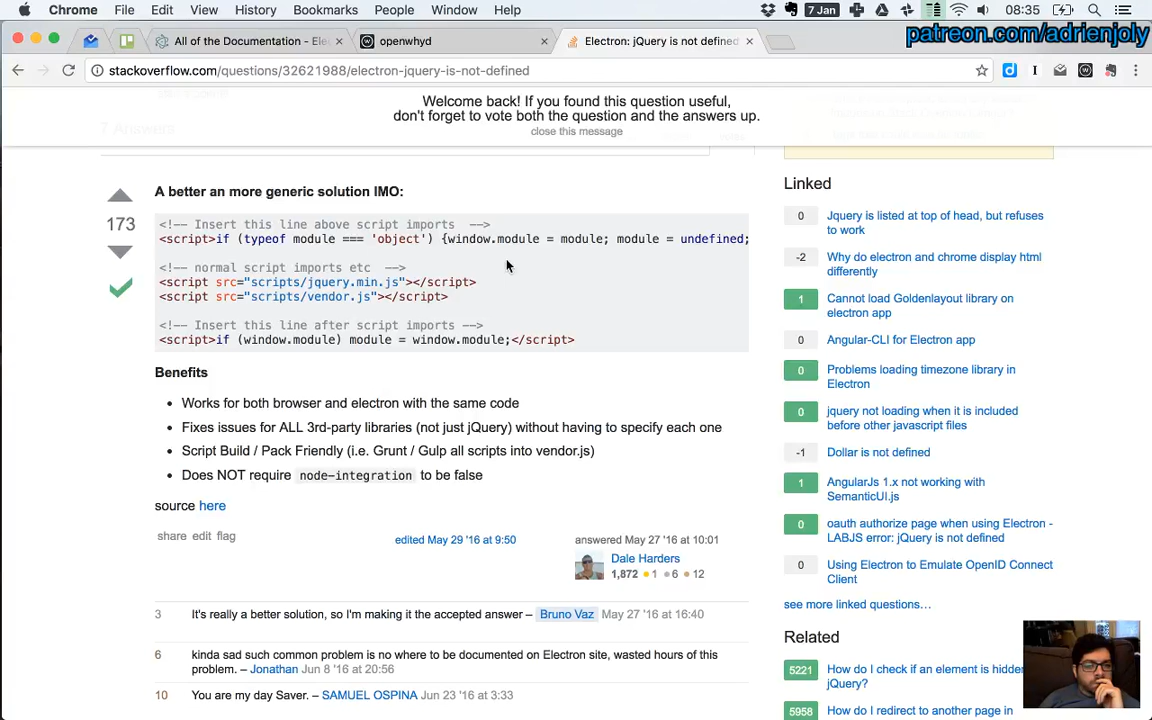 Chrome File Edit View History Bookmarks People Window Help 7 Jan 08:35
All of the Documentation - Ele
openwhyd
Electron: jQuery is not defined
patreon.com/adrienjoly
stackoverflow.com/questions/32621988/electron-jquery-is-not-defined
Welcome back! If you found this question useful,
don't forget to vote both the question and the answers up.
close this message
7 Answers
A better an more generic solution IMO:
173
<!-- Insert this line above script imports -->
<script>if (typeof module === 'object') {window.module = module; module = undefined;
<!-- normal script imports etc -->
<script src="scripts/jquery.min.js"></script>
<script src="scripts/vendor.js"></script>
<!-- Insert this line after script imports -->
<script>if (window.module) module = window.module;</script>
Benefits
• Works for both browser and electron with the same code
• Fixes issues for ALL 3rd-party libraries (not just jQuery) without having to specify each one
• Script Build / Pack Friendly (i.e. Grunt / Gulp all scripts into vendor.js)
• Does NOT require node-integration to be false
source here
share edit flag
edited May 29 '16 at 9:50
answered May 27 '16 at 10:01
Dale Harders
1,872 1 6 12
3 It's really a better solution, so I'm making it the accepted answer – Bruno Vaz May 27 '16 at 16:40
6 kinda sad such common problem is no where to be documented on Electron site, wasted hours of this
problem. – Jonathan Jun 8 '16 at 20:56
10 You are my day Saver. – SAMUEL OSPINA Jun 23 '16 at 3:33
Linked
0 Jquery is listed at top of head, but refuses
to work
-2 Why do electron and chrome display html
differently
1 Cannot load Goldenlayout library on
electron app
0 Angular-CLI for Electron app
0 Problems loading timezone library in
Electron
0 jquery not loading when it is included
before other javascript files
-1 Dollar is not defined
1 AngularJs 1.x not working with
SemanticUI.js
0 oauth authorize page when using Electron -
LABJS error: jQuery is not defined
0 Using Electron to Emulate OpenID Connect
Client
see more linked questions…
Related
5221 How do I check if an element is hidden
jQuery?
5958 How do I redirect to another page in